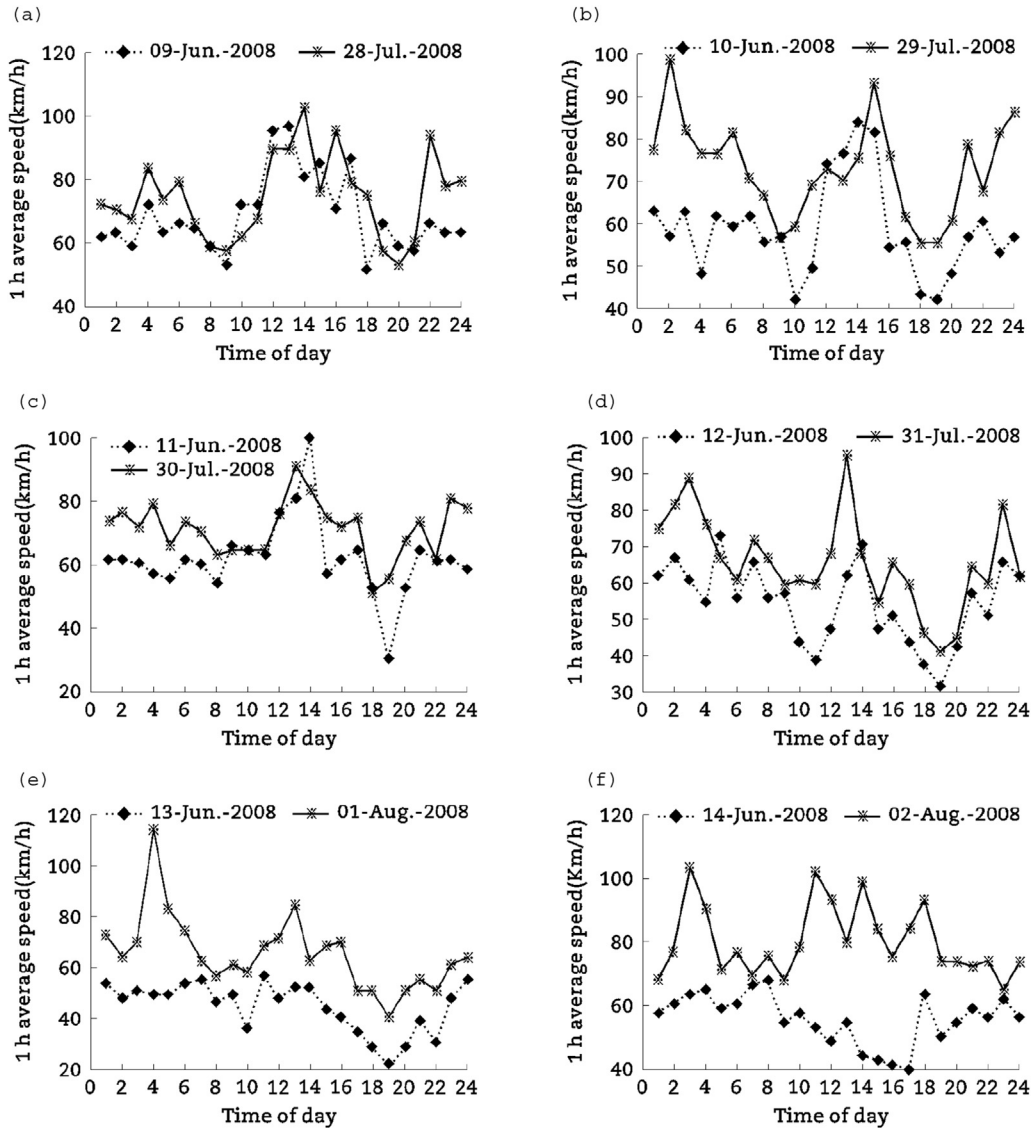 (a)
09-Jun.-2008 28-Jul.-2008
1 h average speed(km/h)
120
100
80
60
40
0 2 4 6 8 10 12 14 16 18 20 22 24
Time of day
(b)
10-Jun.-2008 29-Jul.-2008
1 h average speed(km/h)
100
90
80
70
60
50
40
0 2 4 6 8 10 12 14 16 18 20 22 24
Time of day
(c)
11-Jun.-2008
30-Jul.-2008
1 h average speed(km/h)
100
80
60
40
20
0 2 4 6 8 10 12 14 16 18 20 22 24
Time of day
(d)
12-Jun.-2008 31-Jul.-2008
1 h average speed(km/h)
100
90
80
70
60
50
40
30
0 2 4 6 8 10 12 14 16 18 20 22 24
Time of day
(e)
13-Jun.-2008 01-Aug.-2008
1 h average speed(km/h)
120
100
80
60
40
20
0 2 4 6 8 10 12 14 16 18 20 22 24
Time of day
(f)
14-Jun.-2008 02-Aug.-2008
1 h average speed(Km/h)
120
100
80
60
40
0 2 4 6 8 10 12 14 16 18 20 22 24
Time of day